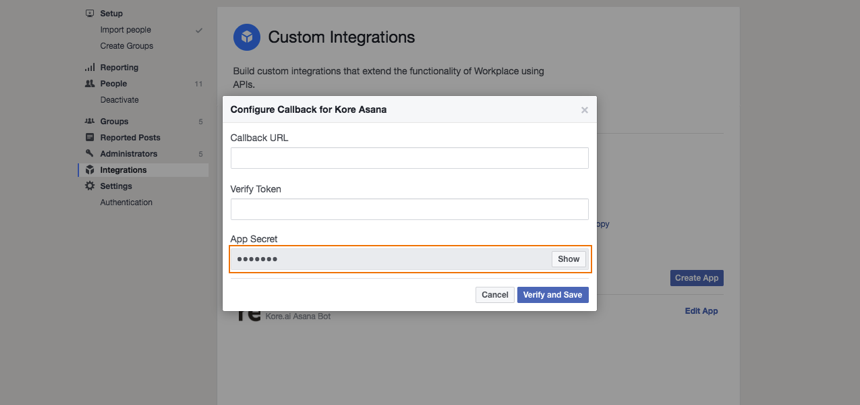 Setup
Import people
Create Groups
Reporting
People 11
Deactivate
Groups 5
Reported Posts
Administrators 5
Integrations
Settings
Authentication
Custom Integrations
Build custom integrations that extend the functionality of Workplace using
APIs.
Configure Callback for Kore Asana
Callback URL
Verify Token
App Secret
Show
Cancel
Verify and Save
opy
Create App
re
Kore.ai Asana Bot
Edit App